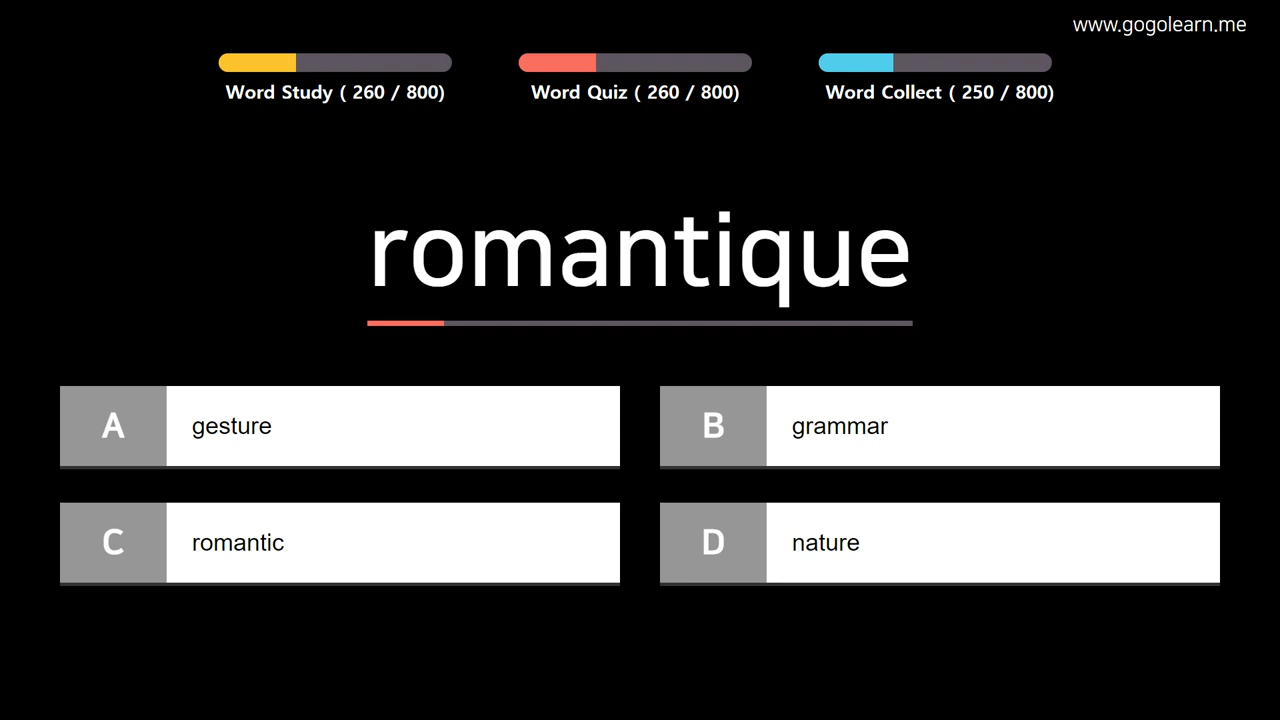 www.gogolearn.me
Word Study ( 260 / 800)
Word Quiz ( 260 / 800)
Word Collect ( 250 / 800)
romantique
A
gesture
B
grammar
C
romantic
D
nature